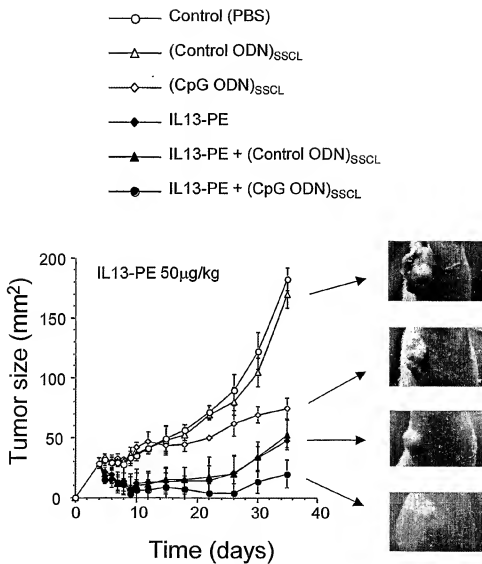 Control (PBS)
(Control ODN)SSCL
(CpG ODN)SSCL
IL13-PE
IL13-PE + (Control ODN)SSCL
IL13-PE + (CpG ODN)SSCL
IL13-PE 50µg/kg
Tumor size (mm²)
200
150
100
50
0
0 10 20 30 40
Time (days)